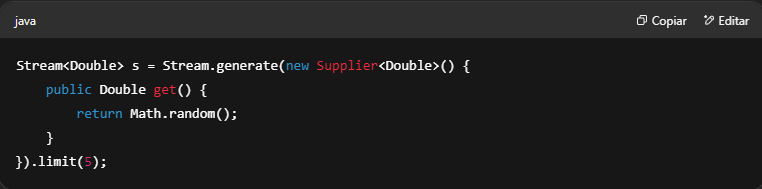 java Copiar Editar
Stream<Double> s = Stream.generate(new Supplier<Double>() {
    public Double get() {
        return Math.random();
    }
}).limit(5);